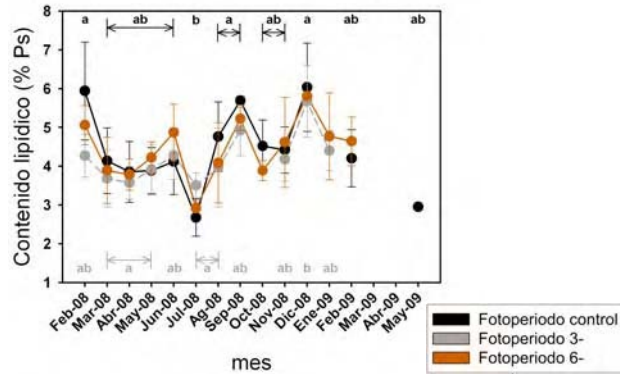 a ab b a ab a ab ab
Contenido lipídico (% Ps)
8
7
6
5
4
3
2
1
ab a ab a ab ab b ab
Feb-08
Mar-08
Abr-08
May-08
Jun-08
Jul-08
Ag-08
Sep-08
Oct-08
Nov-08
Dic-08
Ene-09
Feb-09
Mar-09
Abr-09
May-09
mes
Fotoperiodo control
Fotoperiodo 3-
Fotoperiodo 6-